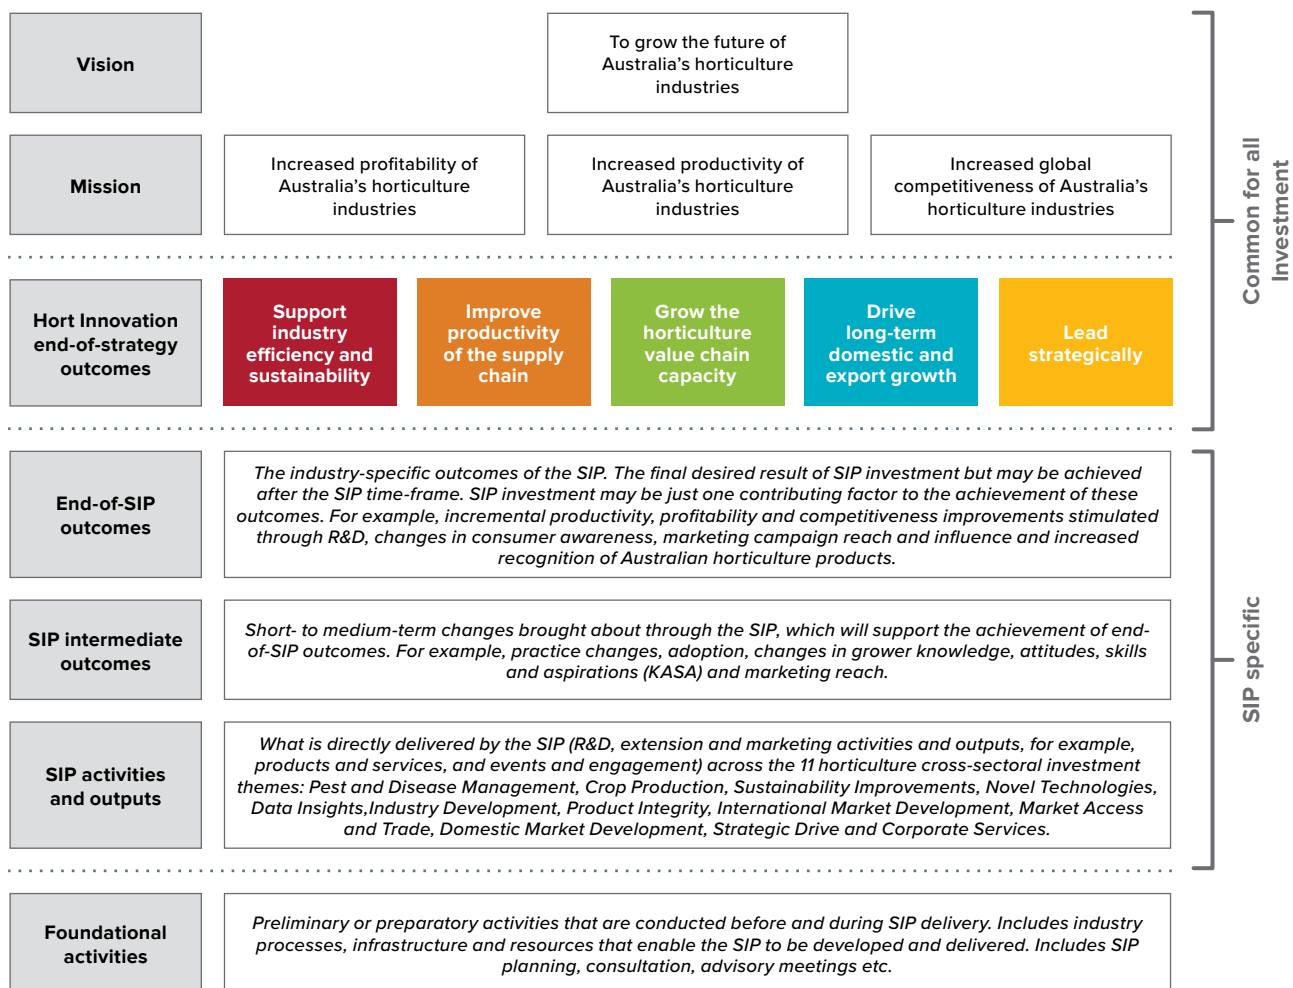 Vision
To grow the future of
Australia's horticulture
industries
Mission
Increased profitability of
Australia's horticulture
industries
Increased productivity of
Australia's horticulture
industries
Increased global
competitiveness of Australia's
horticulture industries
Common for all
Investment
Hort Innovation
end-of-strategy
outcomes
Support
industry
efficiency and
sustainability
Improve
productivity
of the supply
chain
Grow the
horticulture
value chain
capacity
Drive
long-term
domestic and
export growth
Lead
strategically
End-of-SIP
outcomes
The industry-specific outcomes of the SIP. The final desired result of SIP investment but may be achieved
after the SIP time-frame. SIP investment may be just one contributing factor to the achievement of these
outcomes. For example, incremental productivity, profitability and competitiveness improvements stimulated
through R&D, changes in consumer awareness, marketing campaign reach and influence and increased
recognition of Australian horticulture products.
SIP intermediate
outcomes
Short- to medium-term changes brought about through the SIP, which will support the achievement of end-
of-SIP outcomes. For example, practice changes, adoption, changes in grower knowledge, attitudes, skills
and aspirations (KASA) and marketing reach.
SIP specific
SIP activities
and outputs
What is directly delivered by the SIP (R&D, extension and marketing activities and outputs, for example,
products and services, and events and engagement) across the 11 horticulture cross-sectoral investment
themes: Pest and Disease Management, Crop Production, Sustainability Improvements, Novel Technologies,
Data Insights,Industry Development, Product Integrity, International Market Development, Market Access
and Trade, Domestic Market Development, Strategic Drive and Corporate Services.
Foundational
activities
Preliminary or preparatory activities that are conducted before and during SIP delivery. Includes industry
processes, infrastructure and resources that enable the SIP to be developed and delivered. Includes SIP
planning, consultation, advisory meetings etc.